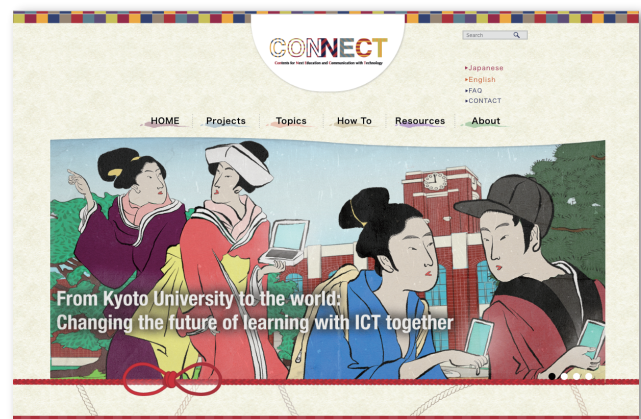 CONNECT
Contents for Next Education and Communication with Technology
Search
Japanese
English
FAQ
CONTACT
HOME
Projects
Topics
How To
Resources
About
From Kyoto University to the world:
Changing the future of learning with ICT together